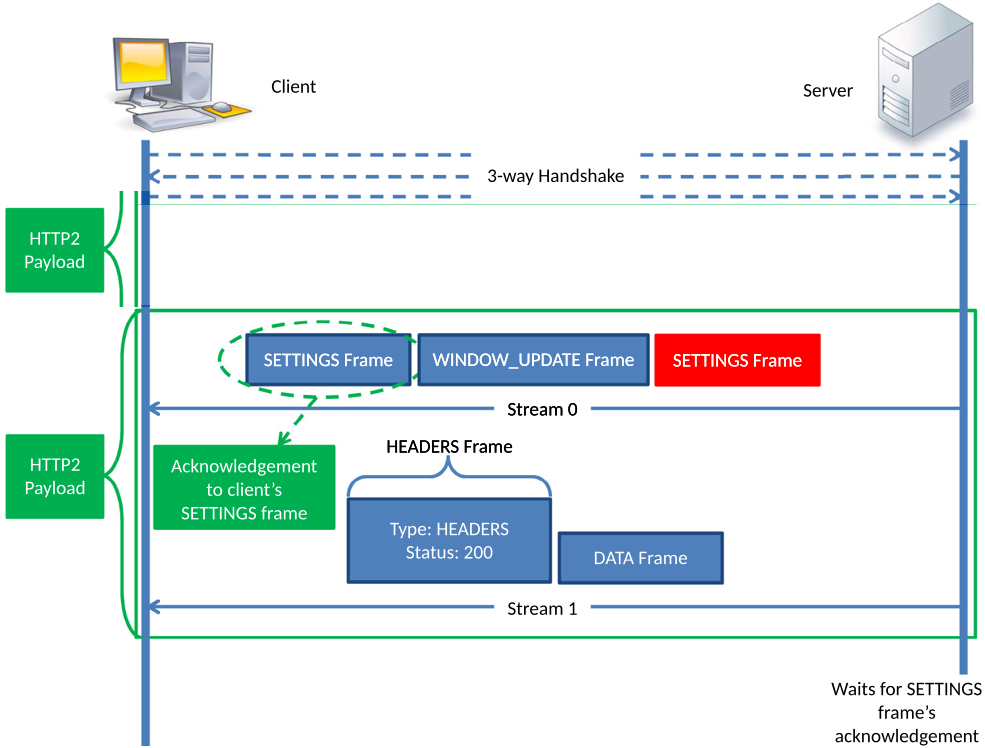 Client
Server
3-way Handshake
HTTP2
Payload
SETTINGS Frame
WINDOW_UPDATE Frame
SETTINGS Frame
Stream 0
HTTP2
Payload
Acknowledgement
to client’s
SETTINGS frame
HEADERS Frame
Type: HEADERS
Status: 200
DATA Frame
Stream 1
Waits for SETTINGS
frame’s
acknowledgement